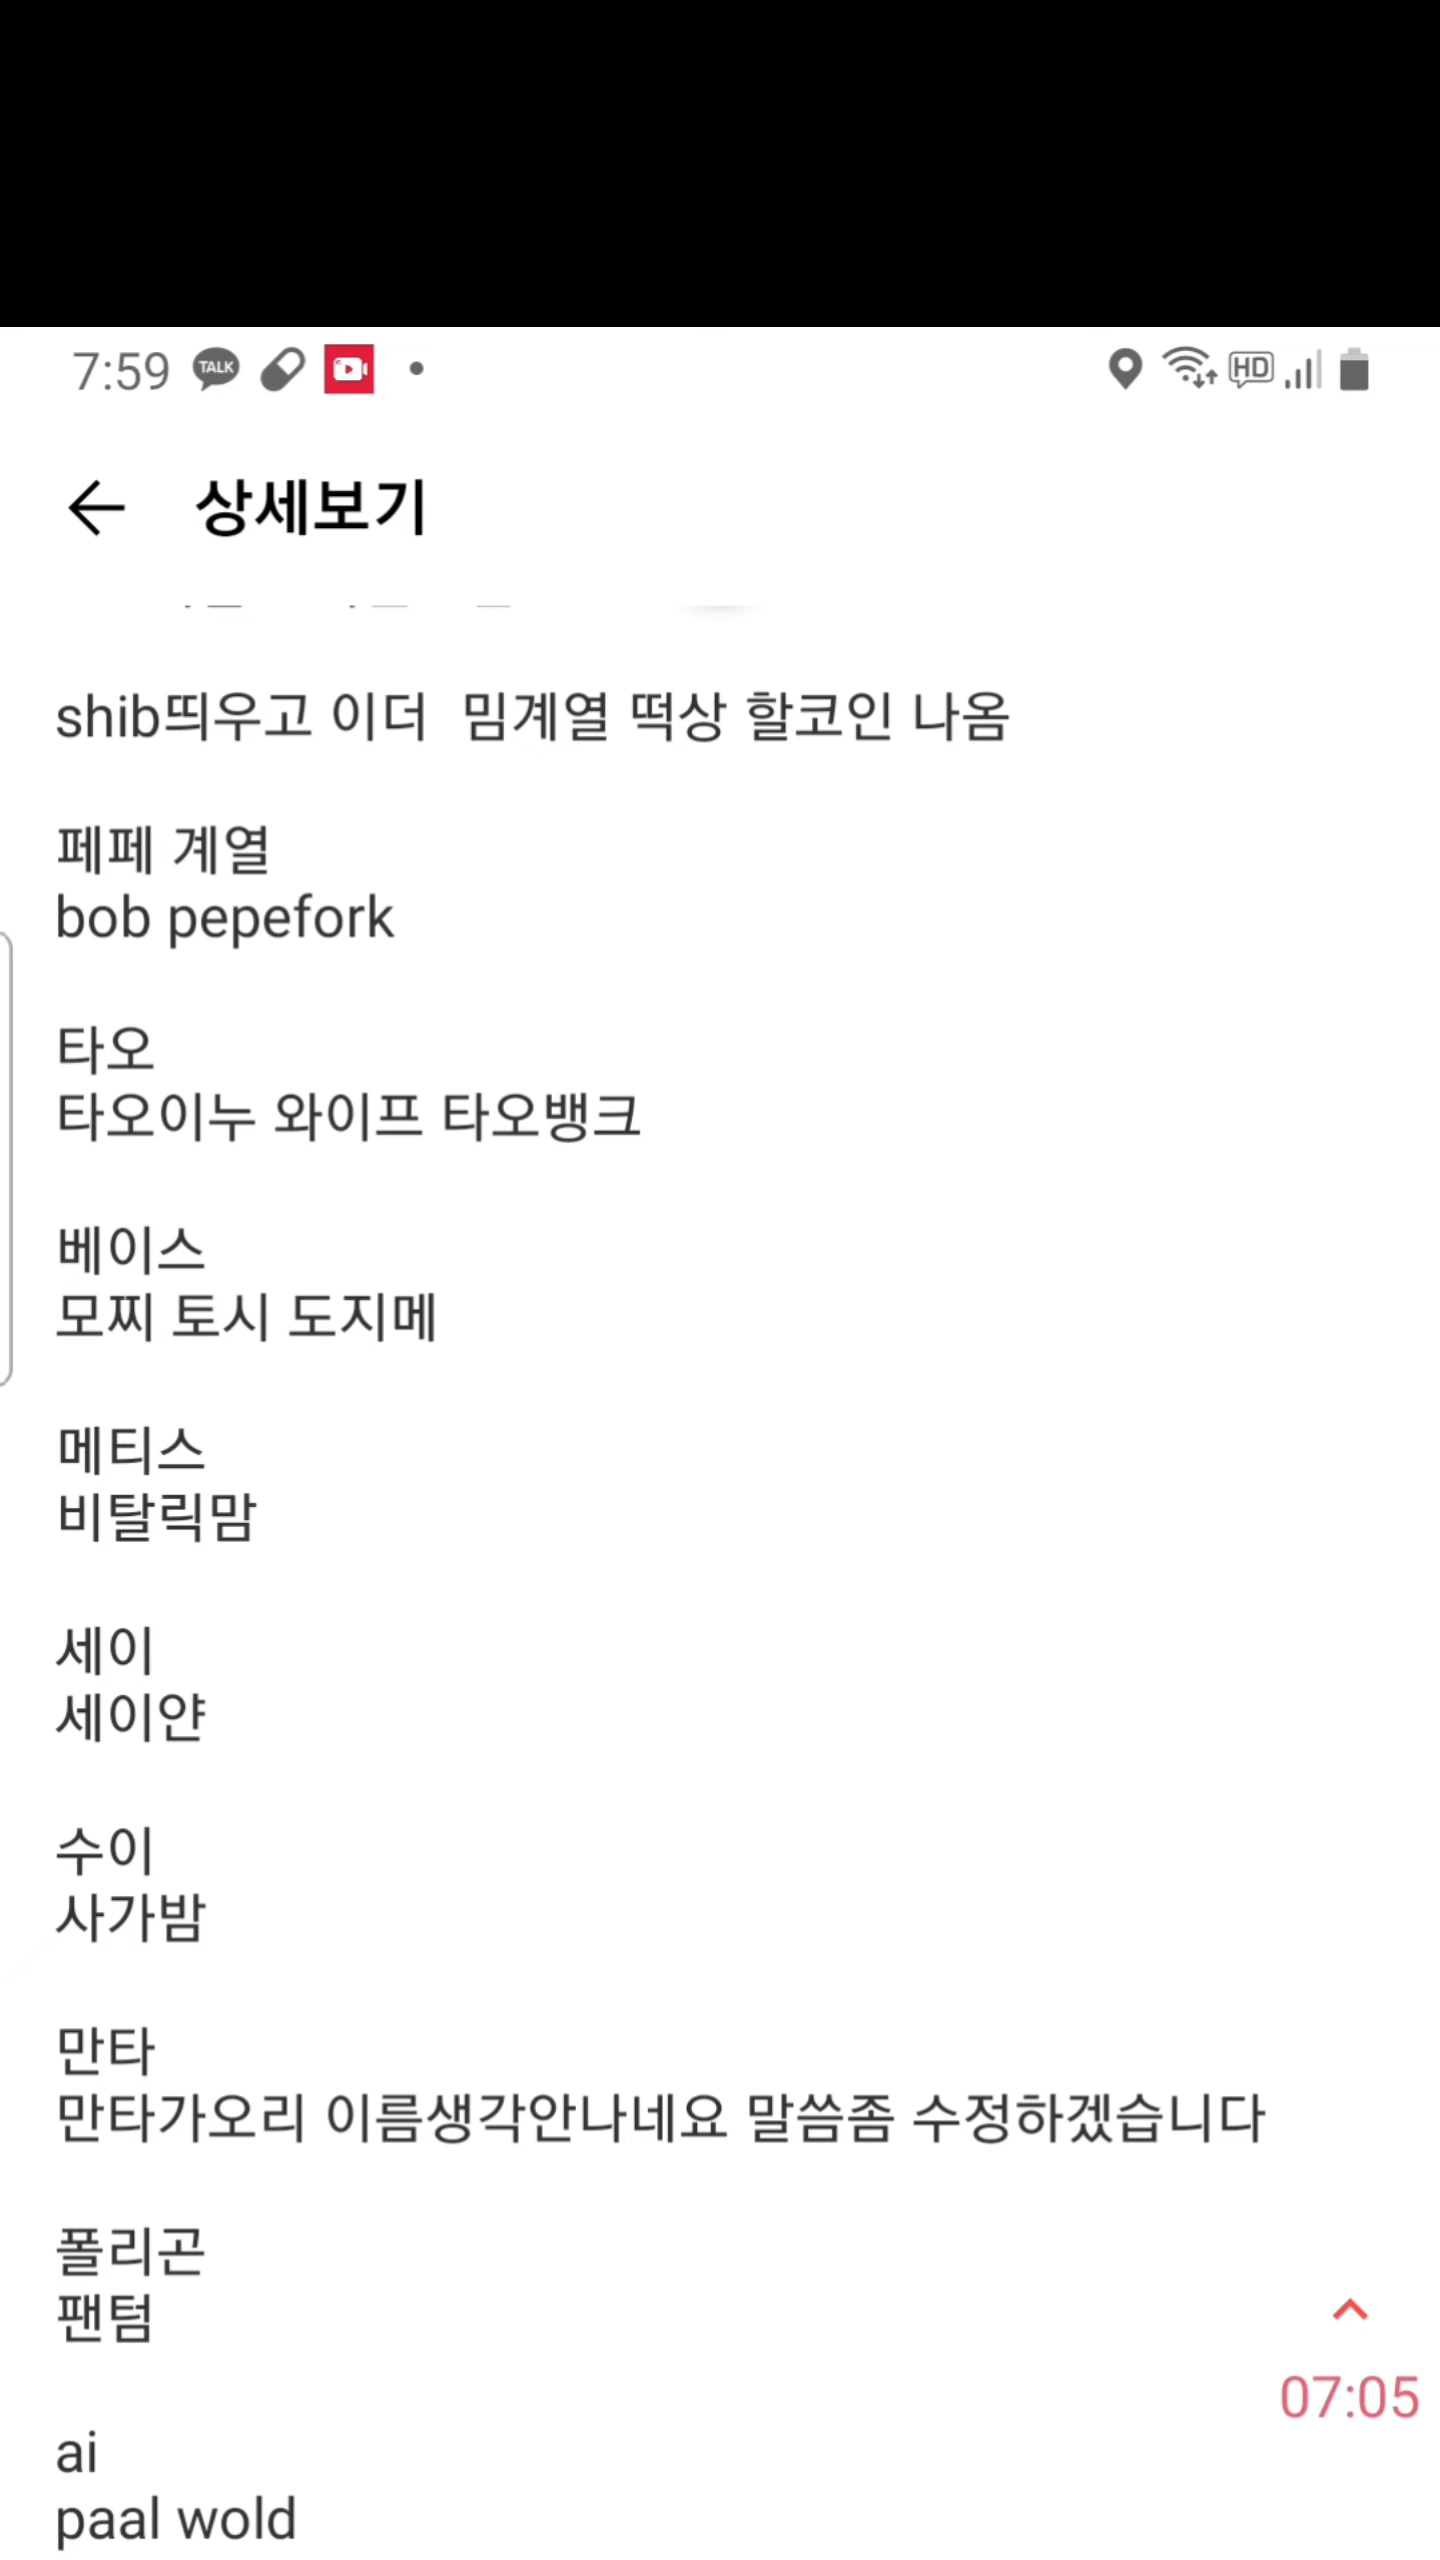 7:59 TALK HD
상세보기
shib띄우고 이더 밈계열 떡상 할코인 나옴
페페 계열
bob pepefork
타오
타오이누 와이프 타오뱅크
베이스
모찌 토시 도지메
메티스
비탈릭맘
세이
세이얀
수이
사가밤
만타
만타가오리 이름생각안나네요 말씀좀 수정하겠습니다
폴리곤
팬텀
07:05
ai
paal wold